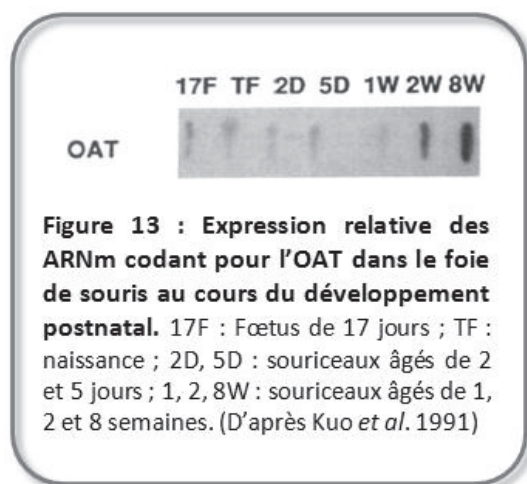 17F TF 2D 5D 1W 2W 8W
OAT
Figure 13 : Expression relative des
ARNm codant pour l’OAT dans le foie
de souris au cours du développement
postnatal. 17F : Fœtus de 17 jours ; TF :
naissance ; 2D, 5D : souriceaux âgés de 2
et 5 jours ; 1, 2, 8W : souriceaux âgés de 1,
2 et 8 semaines. (D’après Kuo et al. 1991)